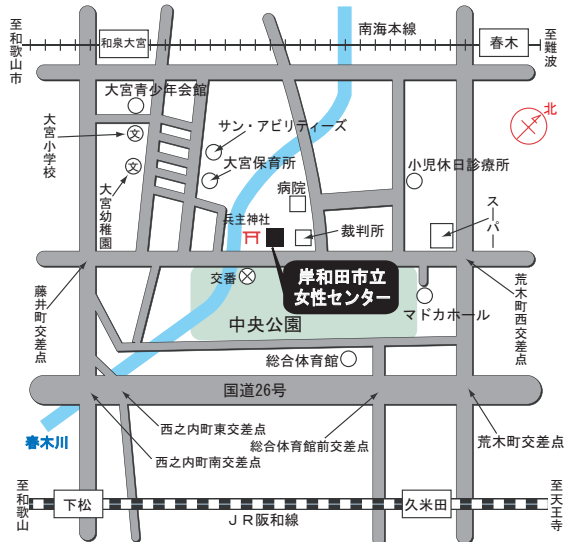 至和歌山市
和泉大宮
南海本線
春木
至難波
大宮青少年会館
大宮小学校
文
サン・アビリティーズ
北
文
大宮保育所
小児休日診療所
大宮幼稚園
病院
兵主神社
裁判所
スーパー
交番
岸和田市立
女性センター
藤井町交差点
マドカホール
荒木町西交差点
中央公園
総合体育館
国道26号
春木川
西之内町東交差点
総合体育館前交差点
荒木町交差点
西之内町南交差点
至和歌山
下松
JR阪和線
久米田
至天王寺